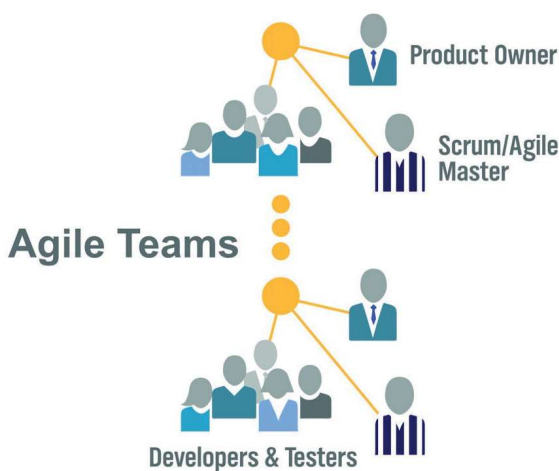 Product Owner
Scrum/Agile
Master
Agile Teams
Developers & Testers